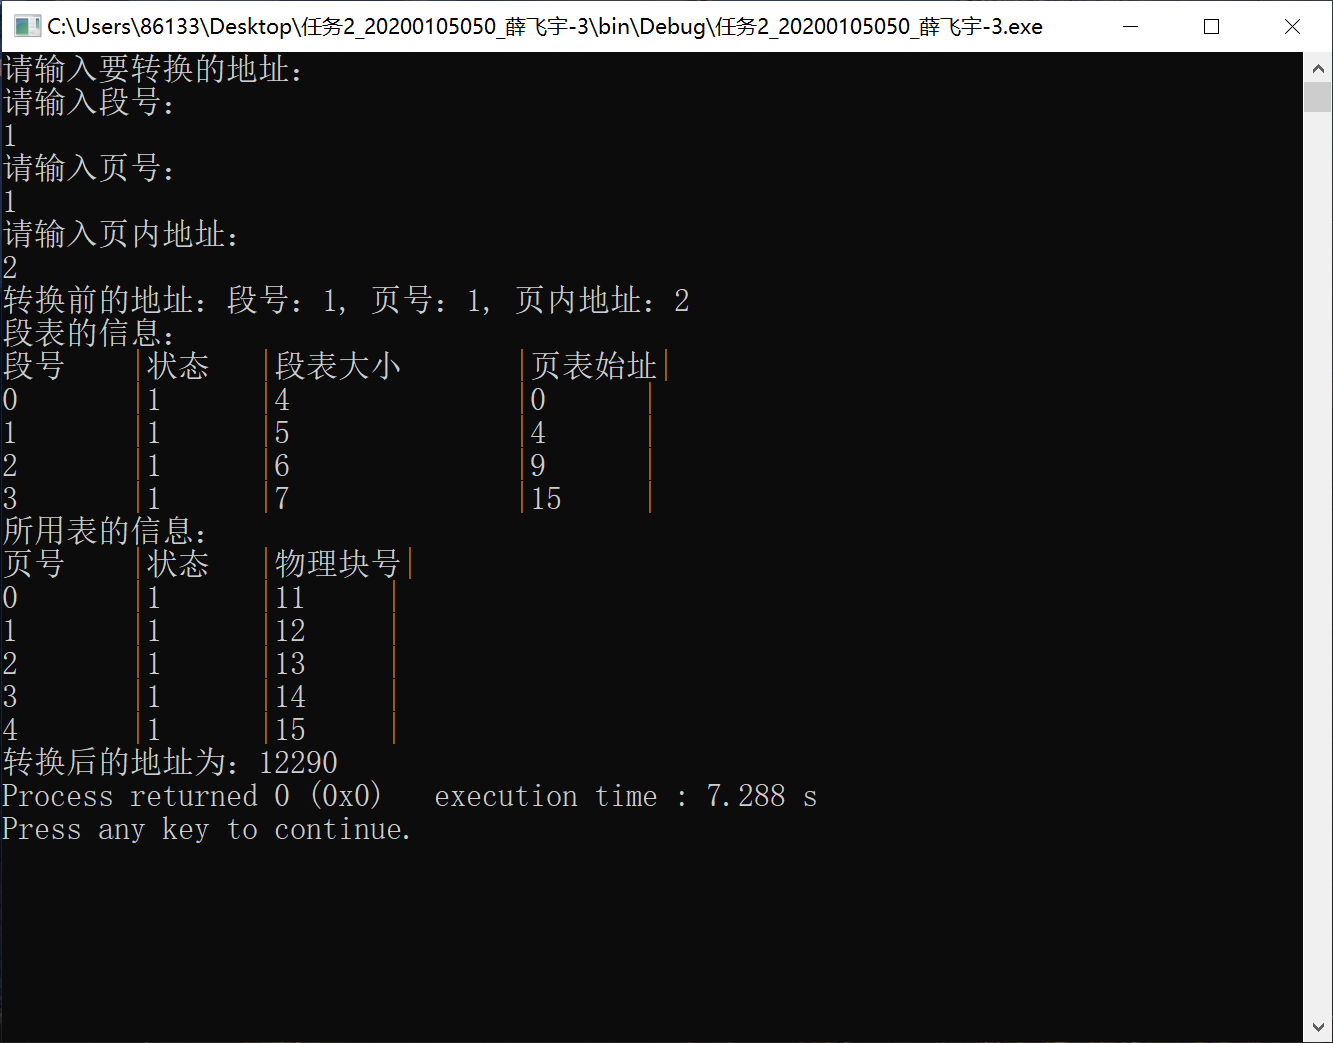 C:\Users\86133\Desktop\任务2_20200105050_薛飞宇-3\bin\Debug\任务2_20200105050_薛飞宇-3.exe
请输入要转换的地址：
请输入段号：
1
请输入页号：
1
请输入页内地址：
2
转换前的地址：段号：1, 页号：1, 页内地址：2
段表的信息：
段号 |状态 |段表大小 |页表始址|
0 |1 |4 |0 |
1 |1 |5 |4 |
2 |1 |6 |9 |
3 |1 |7 |15 |
所用表的信息：
页号 |状态 |物理块号|
0 |1 |11 |
1 |1 |12 |
2 |1 |13 |
3 |1 |14 |
4 |1 |15 |
转换后的地址为：12290
Process returned 0 (0x0) execution time : 7.288 s
Press any key to continue.